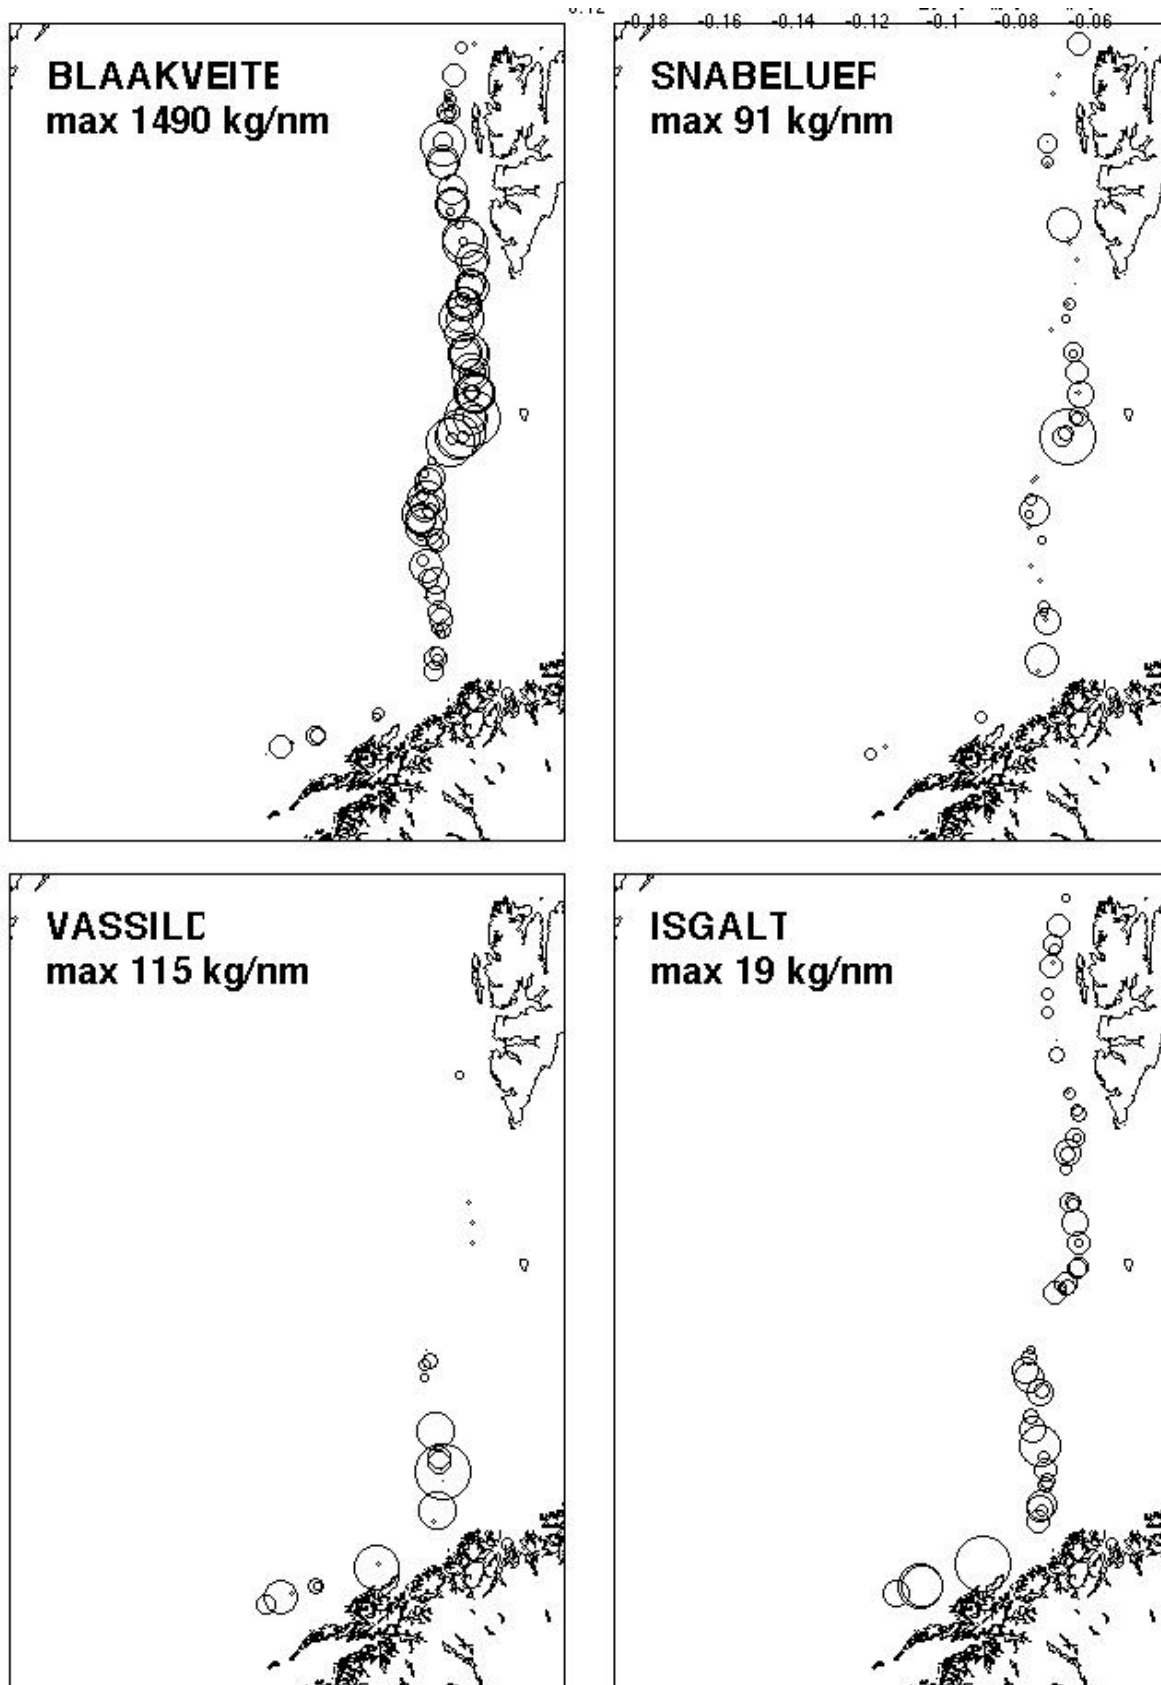 -0.18 -0.16 -0.14 -0.12 -0.1 -0.08 -0.06
BLAAKVEITE
max 1490 kg/nm
SNABELUER
max 91 kg/nm
VASSILD
max 115 kg/nm
ISGALT
max 19 kg/nm